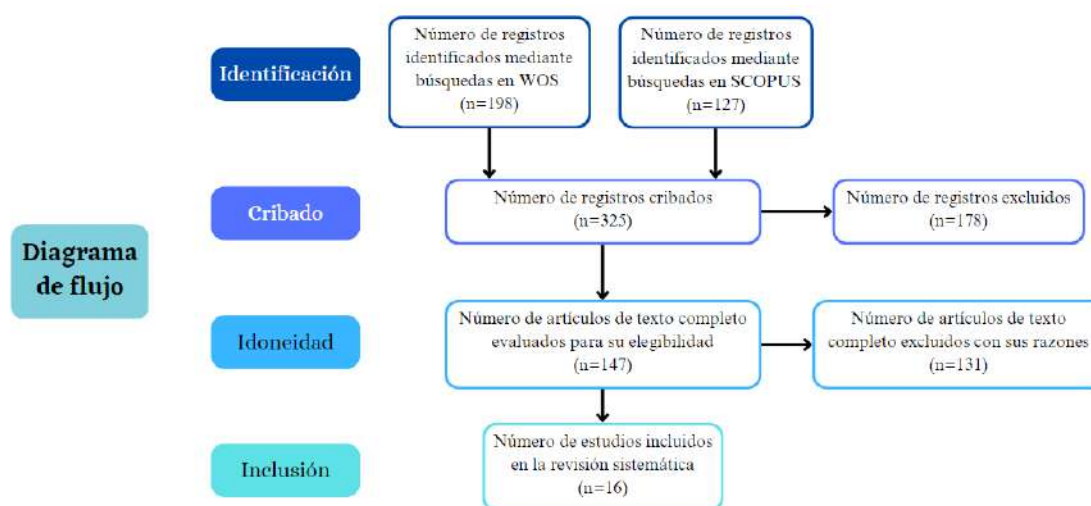 Diagrama
de flujo
Identificación
Número de registros
identificados mediante
búsquedas en WOS
(n=198)
Número de registros
identificados mediante
búsquedas en SCOPUS
(n=127)
Cribado
Número de registros cribados
(n=325)
Número de registros excluidos
(n=178)
Idoneidad
Número de artículos de texto completo
evaluados para su elegibilidad
(n=147)
Número de artículos de texto
completo excluidos con sus razones
(n=131)
Inclusión
Número de estudios incluidos
en la revisión sistemática
(n=16)